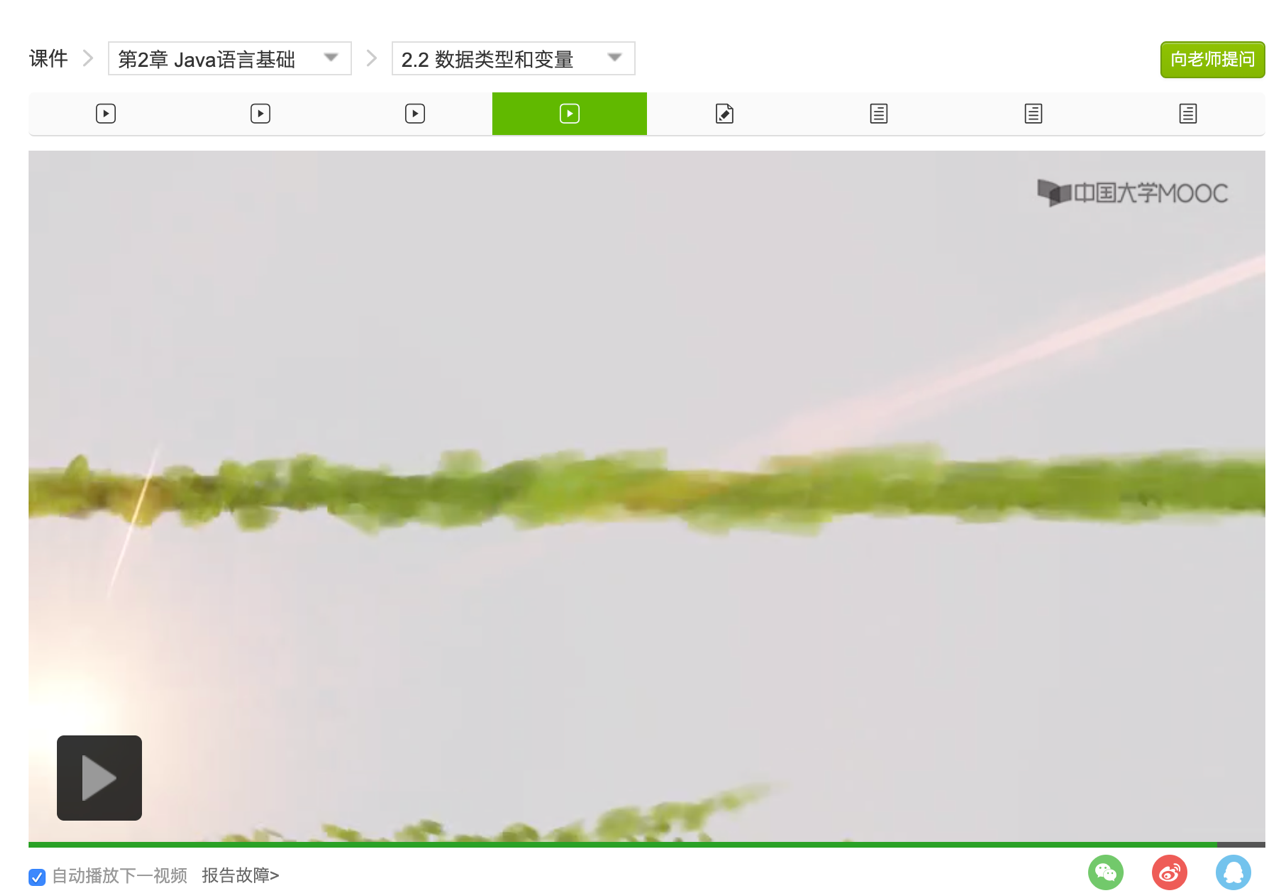 课件
第2章 Java语言基础
2.2 数据类型和变量
向老师提问
中国大学MOOC
自动播放下一视频
报告故障>